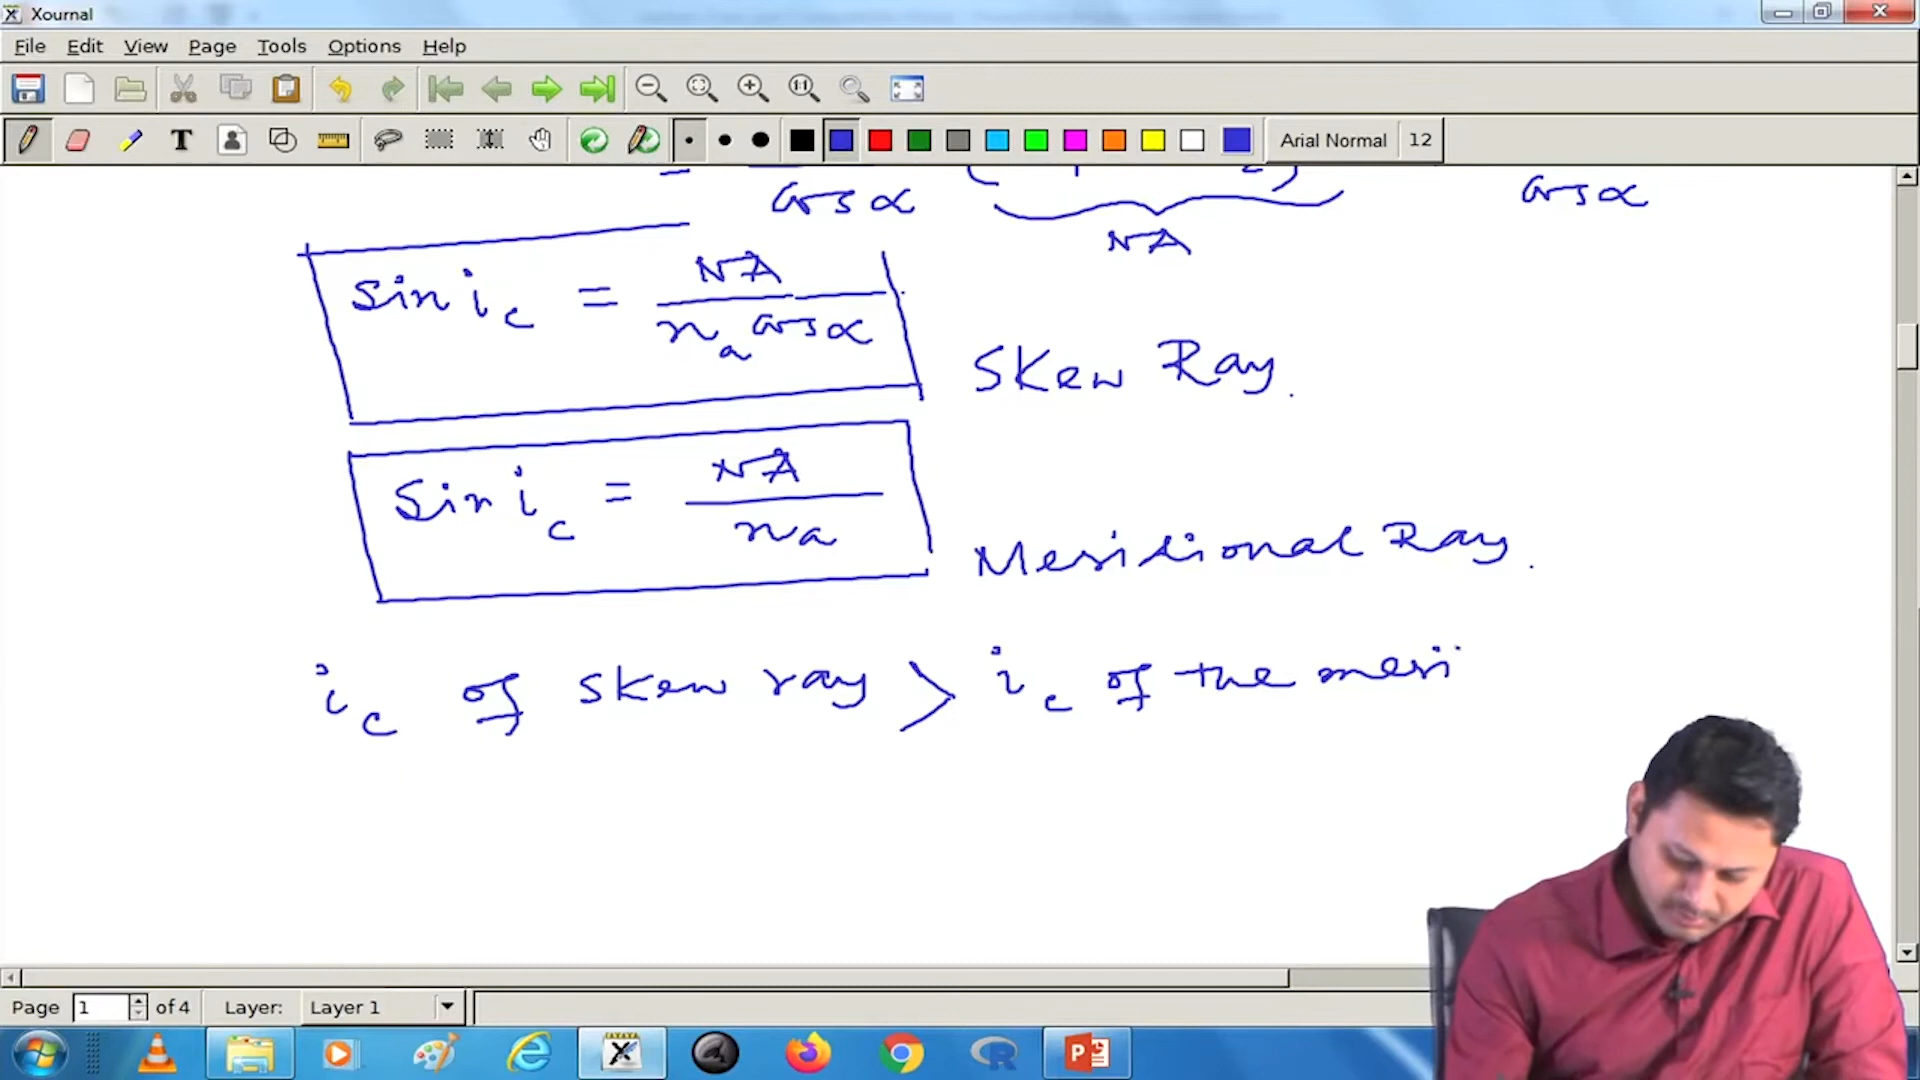 Xournal
File Edit View Page Tools Options Help
T Arial Normal 12
= cos α NA cos α
sin i_c = NA / n_a cos α
Skew Ray.
sin i_c = NA / n_a
Meridional Ray.
i_c of skew ray > i_c of the meri
Page 1 of 4 Layer: Layer 1